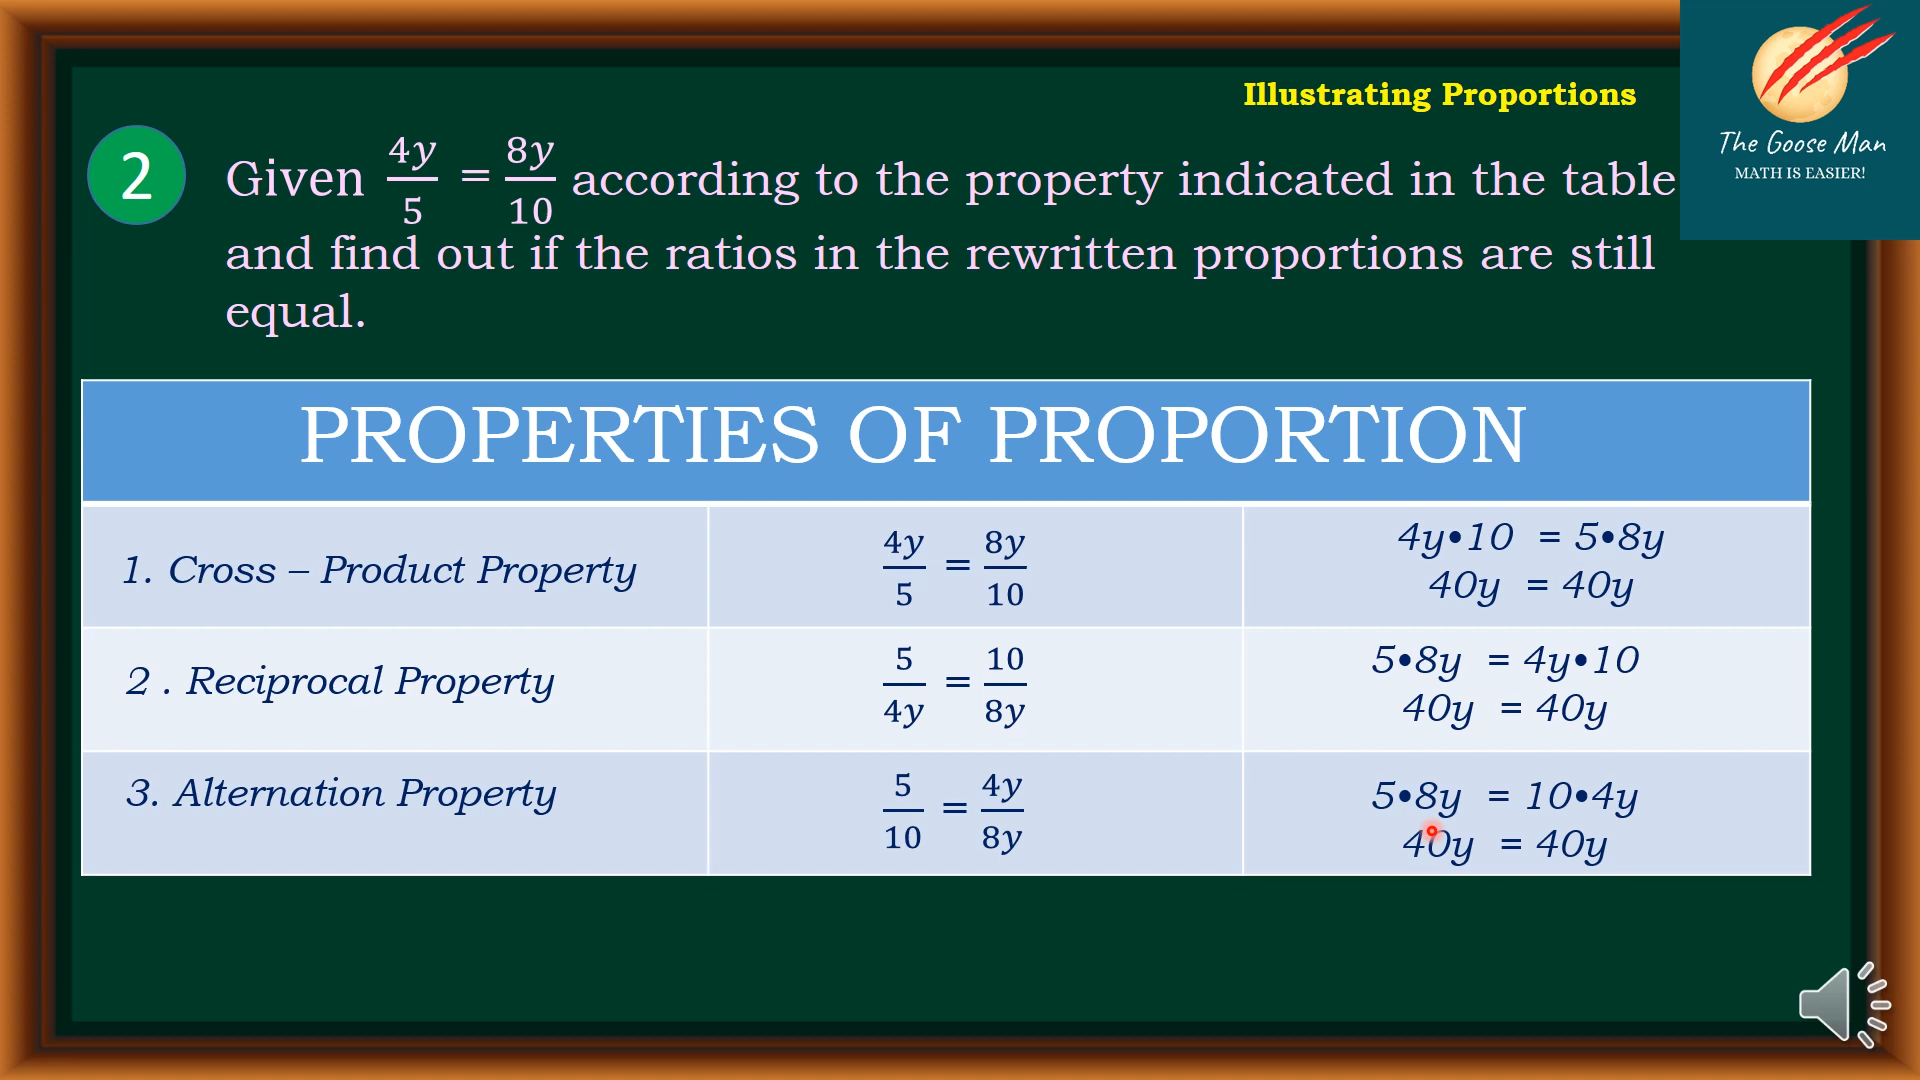 Illustrating Proportions
The Goose Man
MATH IS EASIER!
2
Given 4y/5 = 8y/10 according to the property indicated in the table
and find out if the ratios in the rewritten proportions are still
equal.
PROPERTIES OF PROPORTION
1. Cross – Product Property
4y/5 = 8y/10
4y•10 = 5•8y
40y = 40y
2 . Reciprocal Property
5/4y = 10/8y
5•8y = 4y•10
40y = 40y
3. Alternation Property
5/10 = 4y/8y
5•8y = 10•4y
40y = 40y